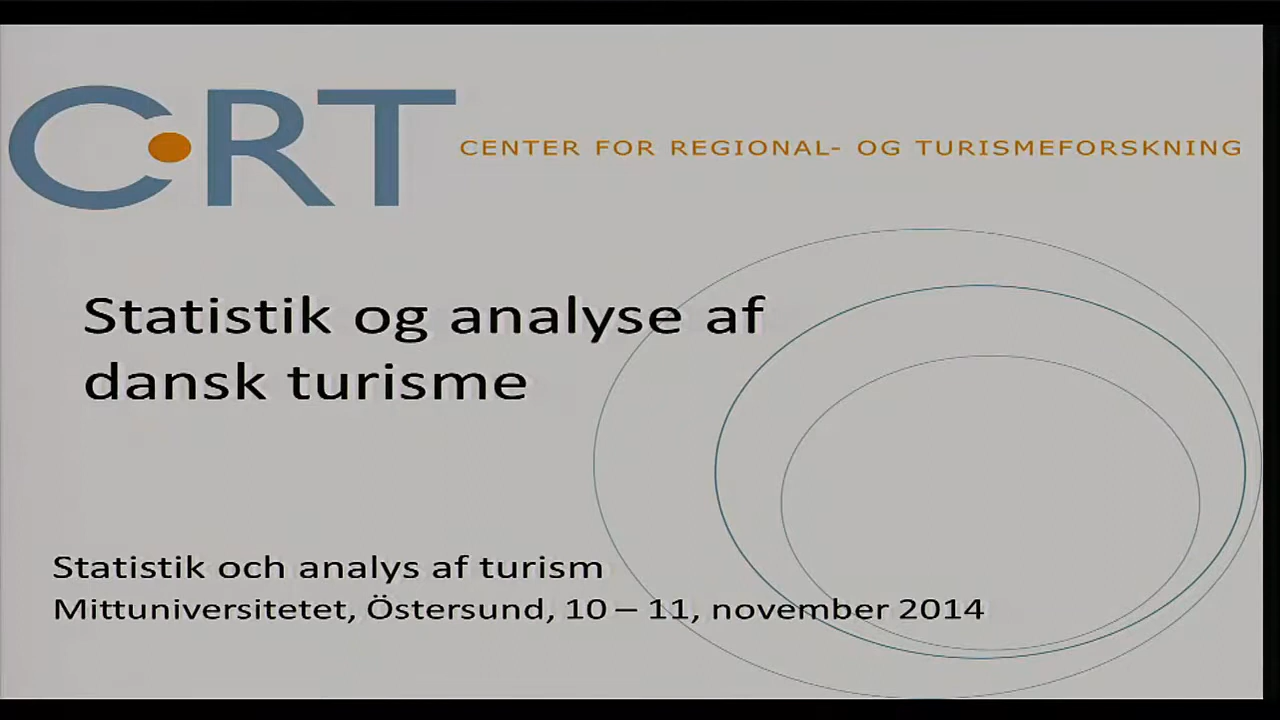 CRT
CENTER FOR REGIONAL- OG TURISMEFORSKNING
Statistik og analyse af
dansk turisme
Statistik och analys af turism
Mittuniversitetet, Östersund, 10 – 11, november 2014